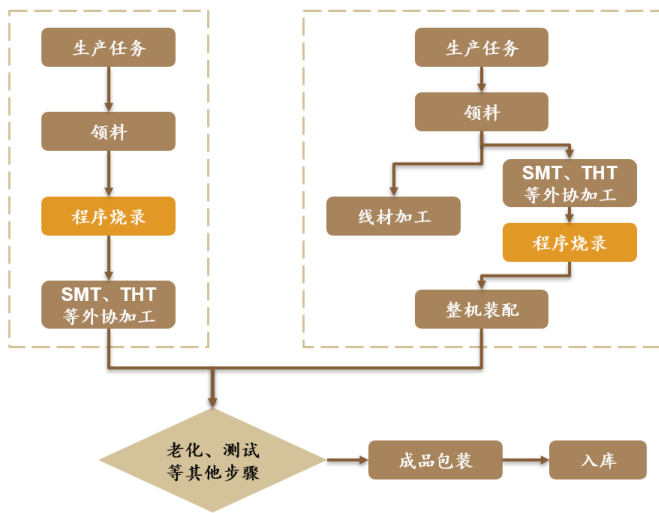 生产任务
领料
程序烧录
SMT、THT
等外协加工
生产任务
领料
线材加工
SMT、THT
等外协加工
程序烧录
整机装配
老化、测试
等其他步骤
成品包装
入库